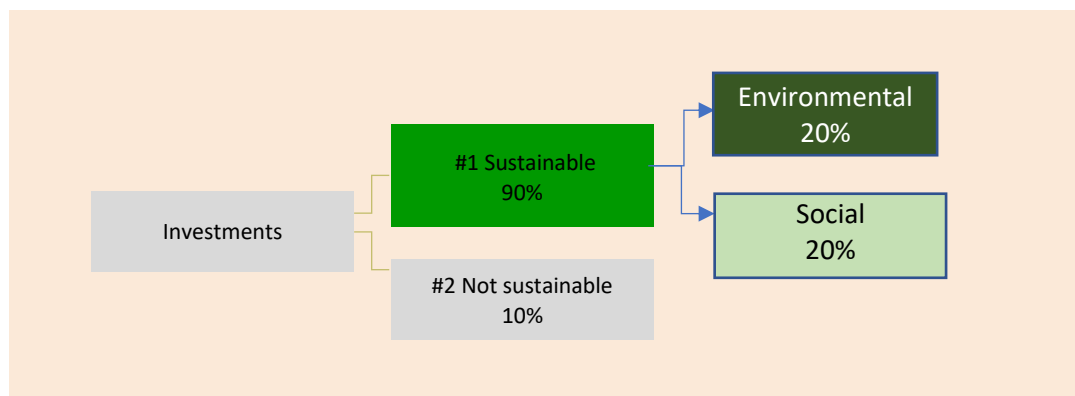 Investments
#1 Sustainable
90%
#2 Not sustainable
10%
Environmental
20%
Social
20%